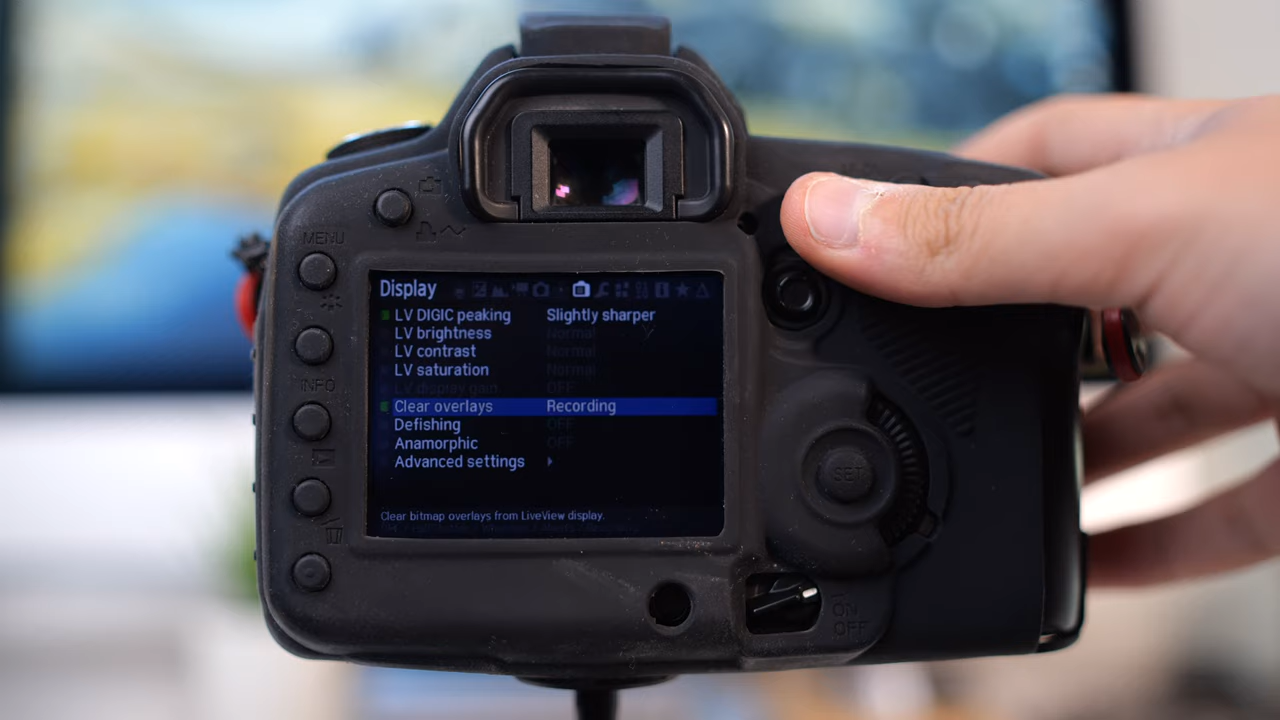 MENU
INFO
Display
LV DIGIC peaking Slightly sharper
LV brightness Normal
LV contrast Normal
LV saturation Normal
LV display gain OFF
Clear overlays Recording
Defishing OFF
Anamorphic OFF
Advanced settings
Clear bitmap overlays from LiveView display.
SET
ON
OFF